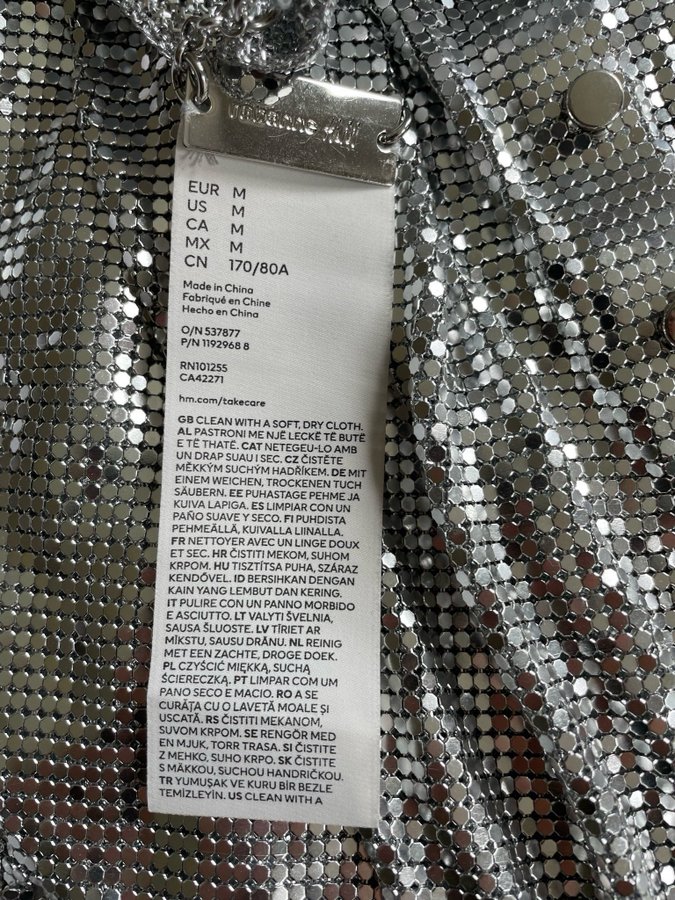 EUR M
US M
CA M
MX M
CN 170/80A
Made in China
Fabriqué en Chine
Hecho en China
O/N 537877
P/N 1192968 8
RN101255
CA42271
hm.com/takecare
GB CLEAN WITH A SOFT, DRY CLOTH.
AL PASTRONI ME NJË LECKË TË BUTË
E TË THATË. CAT NETEGEU-LO AMB
UN DRAP SUAU I SEC. CZ ČISTĚTE
MĚKKÝM SUCHÝM HADŘÍKEM. DE MIT
EINEM WEICHEN, TROCKENEN TUCH
SÄUBERN. EE PUHASTAGE PEHME JA
KUIVA LAPIGA. ES LIMPIAR CON UN
PAÑO SUAVE Y SECO. FI PUHDISTA
PEHMEÄLLÄ, KUIVALLA LIINALLA.
FR NETTOYER AVEC UN LINGE DOUX
ET SEC. HR ČISTITI MEKOM, SUHOM
KRPOM. HU TISZTÍTSA PUHA, SZÁRAZ
KENDŐVEL. ID BERSIHKAN DENGAN
KAIN YANG LEMBUT DAN KERING.
IT PULIRE CON UN PANNO MORBIDO
E ASCIUTTO. LT VALYTI ŠVELNIA,
SAUSA ŠLUOSTE. LV TĪRIET AR
MĪKSTU, SAUSU DRĀNU. NL REINIG
MET EEN ZACHTE, DROGE DOEK.
PL CZYŚCIĆ MIĘKKĄ, SUCHĄ
ŚCIERECZKĄ. PT LIMPAR COM UM
PANO SECO E MACIO. RO A SE
CURĂȚA CU O LAVETĂ MOALE ȘI
USCATĂ. RS ČISTITI MEKANOM,
SUVOM KRPOM. SE RENGÖR MED
EN MJUK, TORR TRASA. SI ČISTITE
Z MEHKO, SUHO KRPO. SK ČISTITE
S MÄKKOU, SUCHOU HANDRIČKOU.
TR YUMUŞAK VE KURU BİR BEZLE
TEMİZLEYİN. US CLEAN WITH A